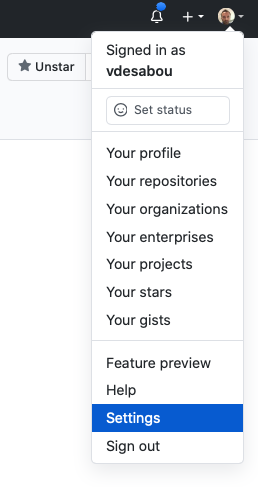 Unstar
Signed in as
vdesabou
Set status
Your profile
Your repositories
Your organizations
Your enterprises
Your projects
Your stars
Your gists
Feature preview
Help
Settings
Sign out